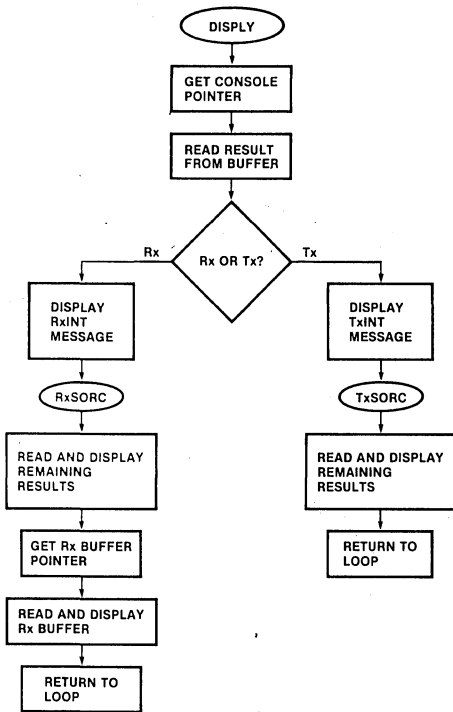 DISPLY
GET CONSOLE
POINTER
READ RESULT
FROM BUFFER
Rx OR Tx?
Rx
Tx
DISPLAY
RxINT
MESSAGE
RxSORC
READ AND DISPLAY
REMAINING
RESULTS
GET Rx BUFFER
POINTER
READ AND DISPLAY
Rx BUFFER
RETURN TO
LOOP
DISPLAY
TxINT
MESSAGE
TxSORC
READ AND DISPLAY
REMAINING
RESULTS
RETURN TO
LOOP